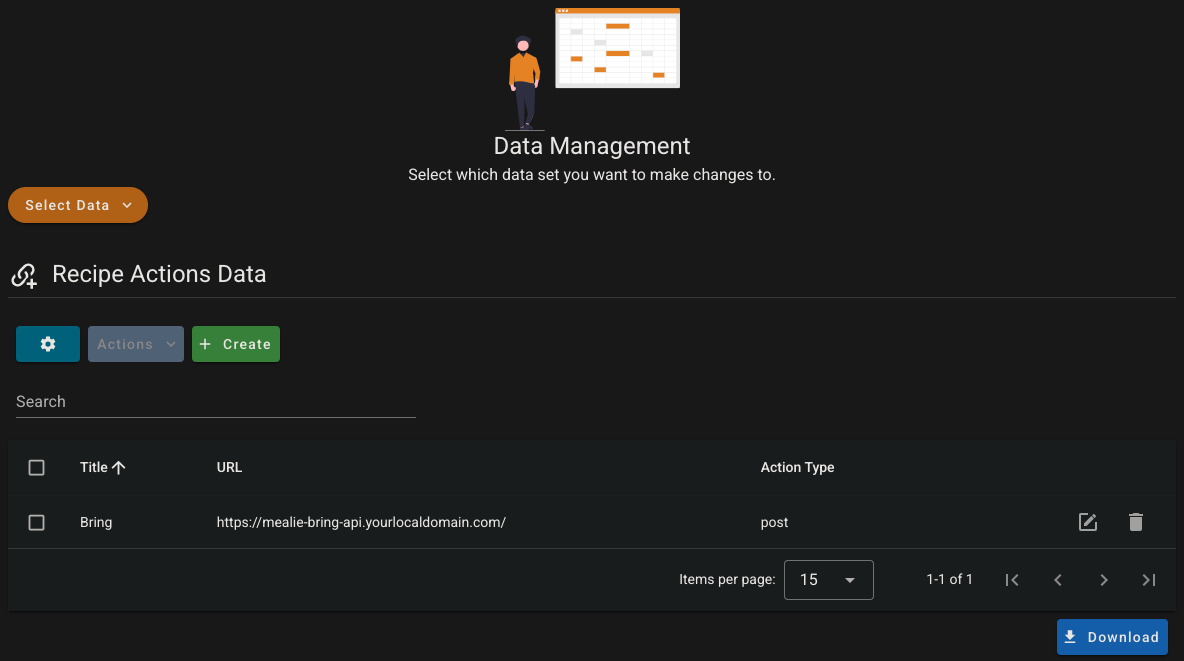 Data Management
Select which data set you want to make changes to.
Select Data
Recipe Actions Data
Actions
+ Create
Search
Title URL Action Type
Bring https://mealie-bring-api.yourlocaldomain.com/ post
Items per page: 15 1-1 of 1
Download